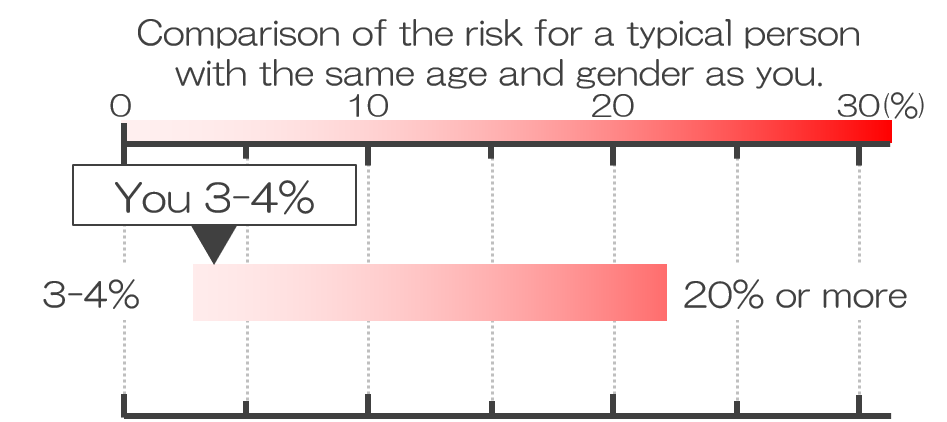 Comparison of the risk for a typical person
with the same age and gender as you.
0 10 20 30(%)
You 3-4%
3-4% 20% or more